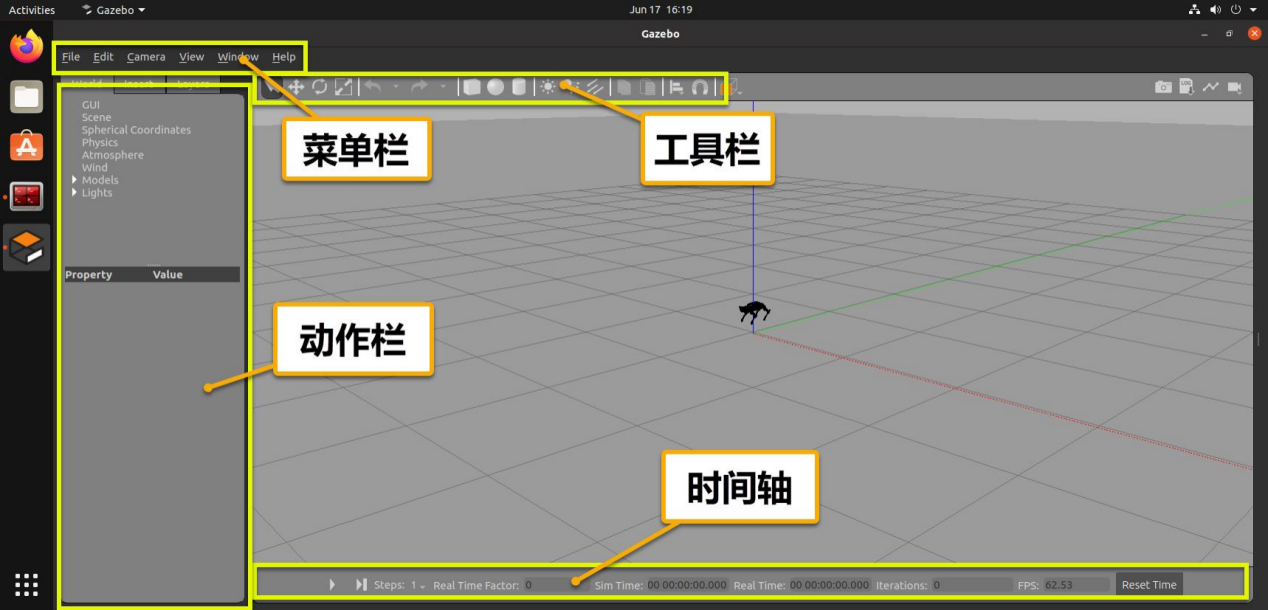 Activities Gazebo Jun 17 16:19
Gazebo
File Edit Camera View Window Help
World Insert Layers
菜单栏
工具栏
GUI
Scene
Spherical Coordinates
Physics
Atmosphere
Wind
Models
Lights
Property Value
动作栏
时间轴
Steps: 1 Real Time Factor: 0 Sim Time: 00 00:00:00.000 Real Time: 00 00:00:00.000 Iterations: 0 FPS: 62.53 Reset Time